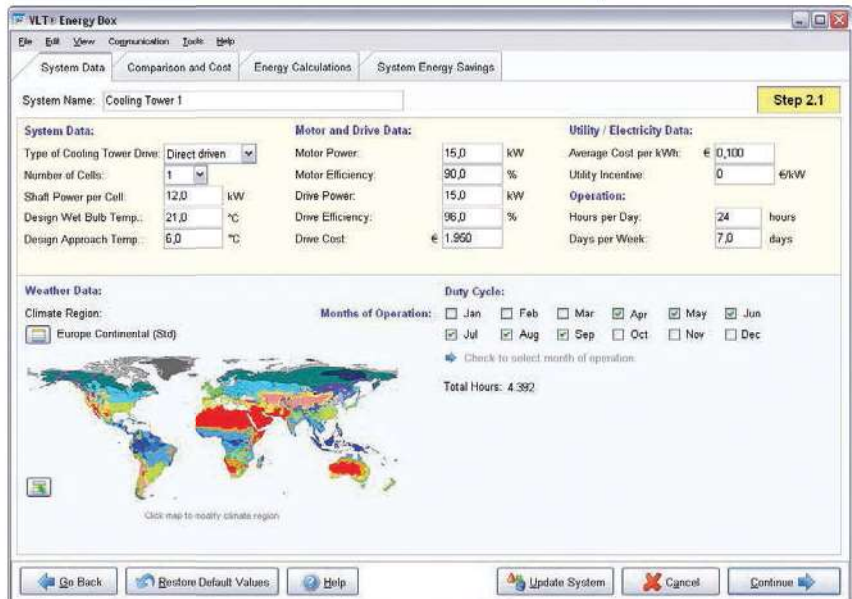 VLT® Energy Box
File Edit View Communication Tools Help
System Data Comparison and Cost Energy Calculations System Energy Savings
System Name: Cooling Tower 1 Step 2.1
System Data:
Type of Cooling Tower Drive: Direct driven
Number of Cells: 1
Shaft Power per Cell: 12,0 kW
Design Wet Bulb Temp.: 21,0 °C
Design Approach Temp.: 6,0 °C
Motor and Drive Data:
Motor Power: 15,0 kW
Motor Efficiency: 90,0 %
Drive Power: 15,0 kW
Drive Efficiency: 96,0 %
Drive Cost: € 1.950
Utility / Electricity Data:
Average Cost per kWh: € 0,100
Utility Incentive: 0 €/kW
Operation:
Hours per Day: 24 hours
Days per Week: 7,0 days
Weather Data:
Climate Region:
Europe Continental (Std)
Click map to modify climate region
Duty Cycle:
Months of Operation: Jan Feb Mar Apr May Jun
Jul Aug Sep Oct Nov Dec
Check to select month of operation.
Total Hours: 4.392
Go Back Restore Default Values Help Update System Cancel Continue